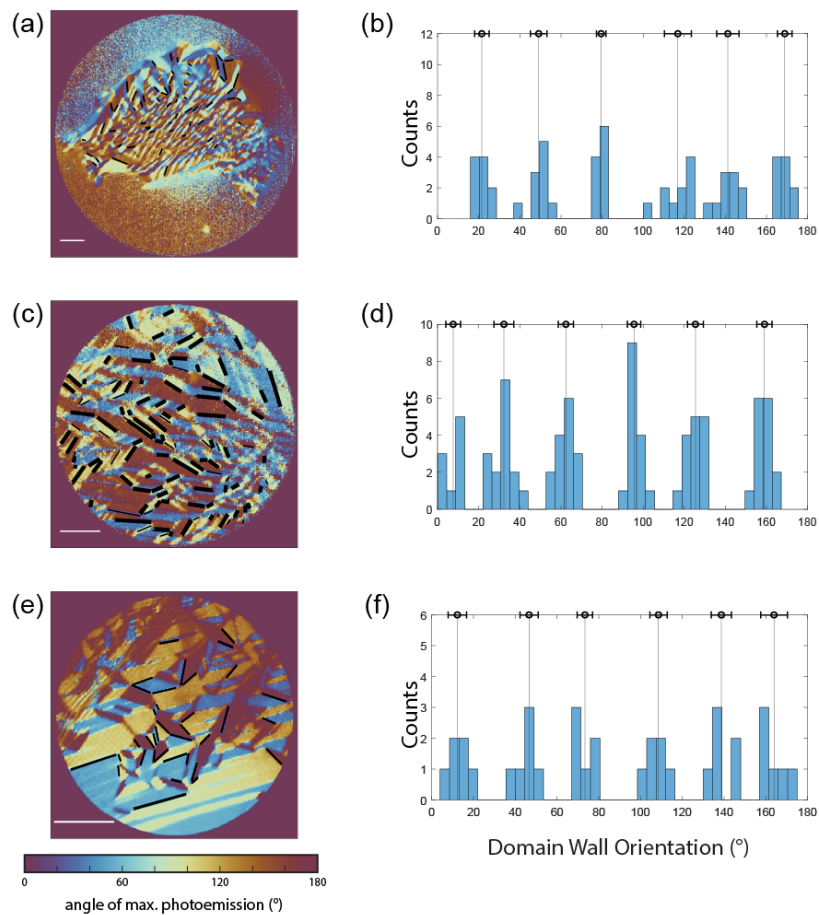 (a)
(b)
12
10
8
6
4
2
0
Counts
0 20 40 60 80 100 120 140 160 180
(c)
(d)
10
8
6
4
2
0
Counts
0 20 40 60 80 100 120 140 160 180
(e)
(f)
6
5
4
3
2
1
0
Counts
0 20 40 60 80 100 120 140 160 180
Domain Wall Orientation (°)
0 60 120 180
angle of max. photoemission (°)